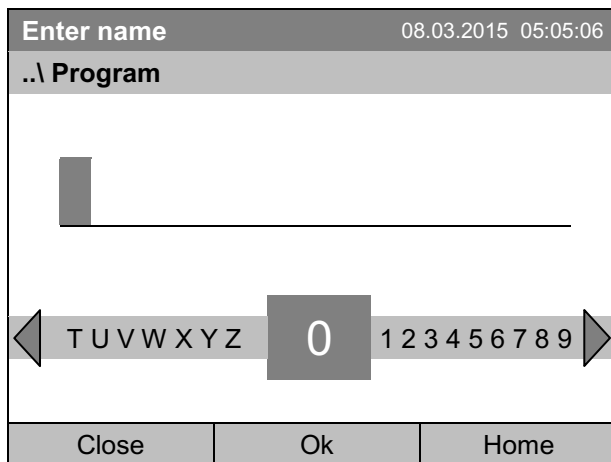 Enter name 08.03.2015 05:05:06
..\ Program
T U V W X Y Z 0 1 2 3 4 5 6 7 8 9
Close Ok Home